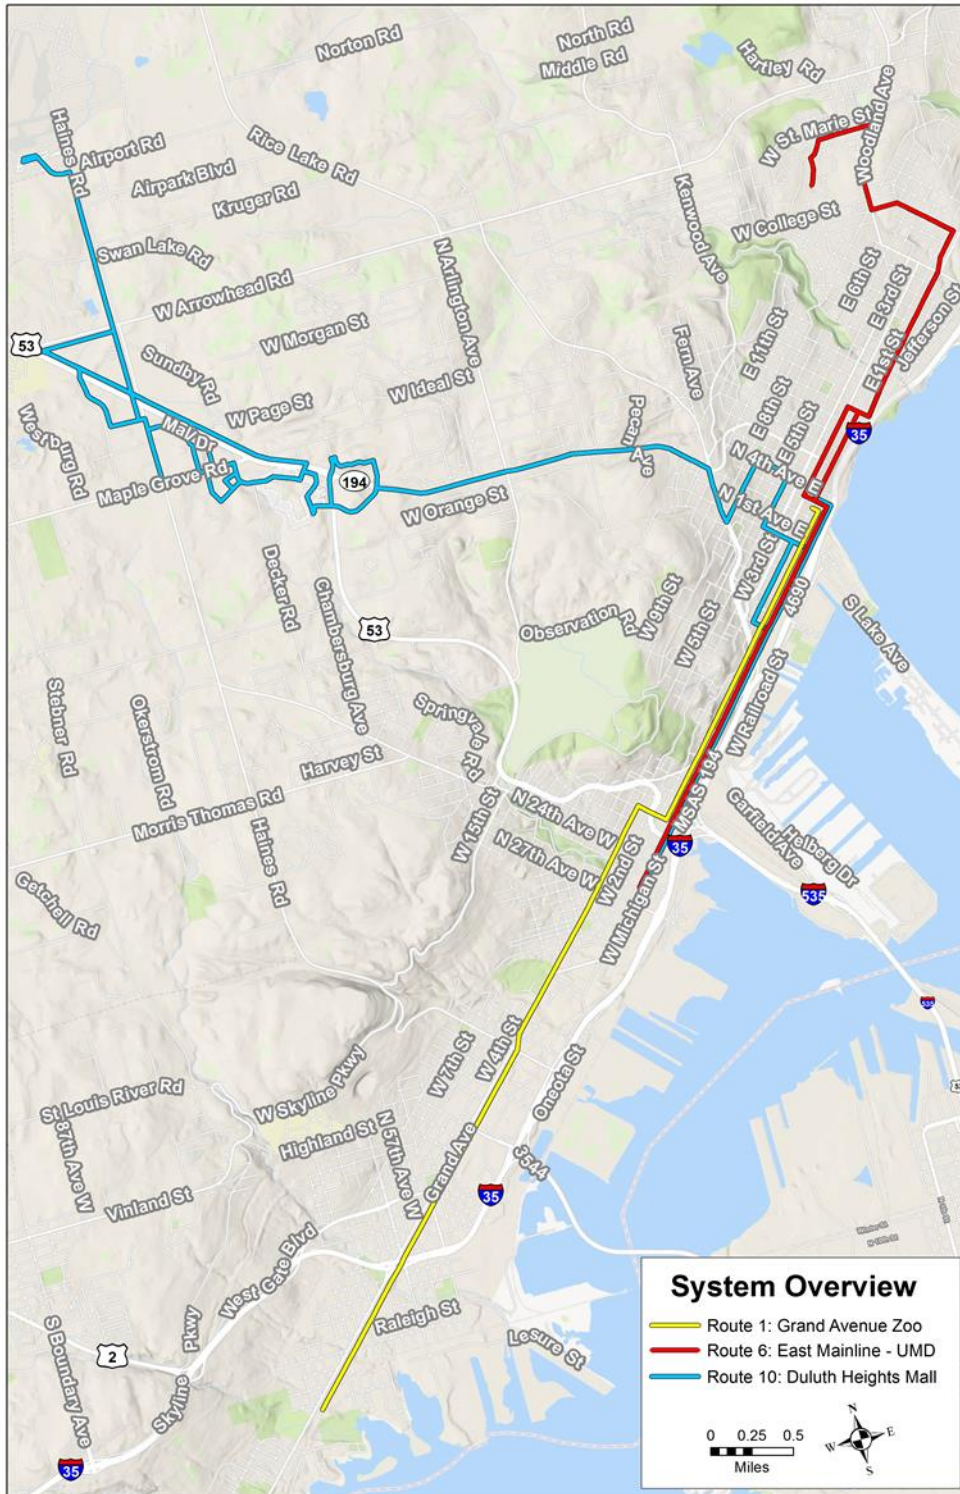 Norton Rd
North Rd
Middle Rd
Hartley Rd
Haines Rd
Airport Rd
Rice Lake Rd
W St. Marie St
Woodland Ave
Airpark Blvd
Kruger Rd
Kenwood Ave
W College St
Swan Lake Rd
N Arlington Ave
E 6th St
E 3rd St
W Arrowhead Rd
53
W Morgan St
Fern Ave
E 11th St
Jefferson St
E 1st St
Sundby Rd
W Ideal St
E 8th St
W Page St
Pecan Ave
E 5th St
35
Westburg Rd
Mall Dr
N 4th Ave E
Maple Grove Rd
194
W Orange St
N 1st Ave E
Decker Rd
Chambersburg Ave
W 3rd St
4690
53
Observation Rd
W 9th St
W 5th St
S Lake Ave
Stebner Rd
Okerstrom Rd
Springvale Rd
W Railroad St
Harvey St
Morris Thomas Rd
MSAS 194
Haines Rd
W 15th St
N 24th Ave W
Garfield Ave
Helberg Dr
N 27th Ave W
W 2nd St
35
535
Getchell Rd
W Michigan St
535
W 4th St
W 7th St
Oneota St
W Skyline Pkwy
St Louis River Rd
S 87th Ave W
Highland St
N 57th Ave W
Grand Ave
3544
35
Vinland St
West Gate Blvd
Raleigh St
Lesure St
S Boundary Ave
2
Skyline Pkwy
35
System Overview
Route 1: Grand Avenue Zoo
Route 6: East Mainline - UMD
Route 10: Duluth Heights Mall
0 0.25 0.5
Miles
N
W E
S